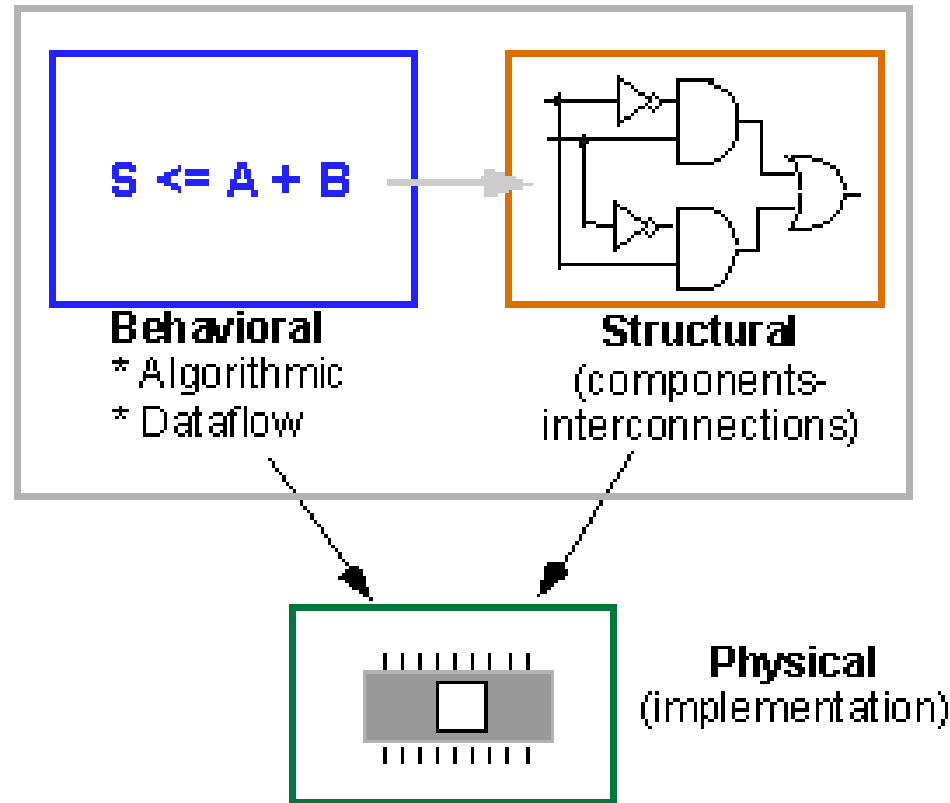 S <= A + B
Behavioral
* Algorithmic
* Dataflow
Structural
(components-
interconnections)
Physical
(implementation)